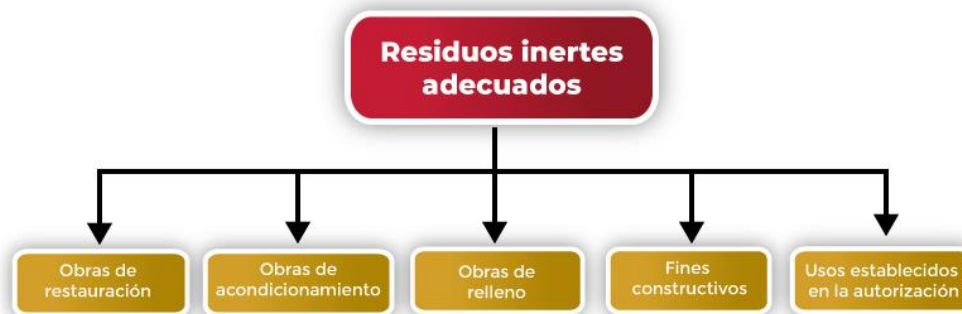 Residuos inertes
adecuados
Obras de
restauración
Obras de
acondicionamiento
Obras de
relleno
Fines
constructivos
Usos establecidos
en la autorización